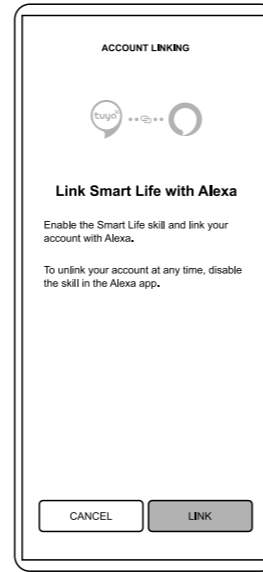 ACCOUNT LINKING
tuya
Link Smart Life with Alexa
Enable the Smart Life skill and link your
account with Alexa.
To unlink your account at any time, disable
the skill in the Alexa app.
CANCEL LINK